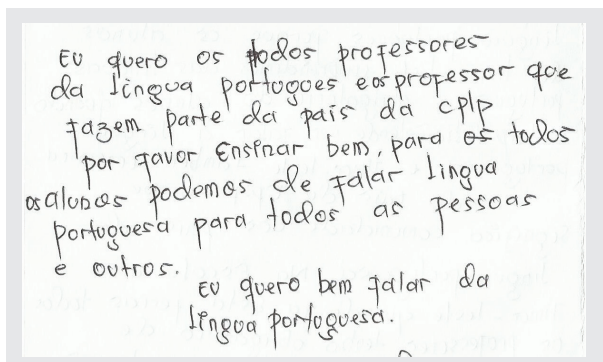 Eu quero os todos professores
da língua portugoes e os professor que
fazem parte da pais da cplp
por favor Ensinar bem, para os todos
os alunos podemos de falar lingua
portuguesa para todos as pessoas
e outros.
Eu quero bem falar da
língua portuguesa.